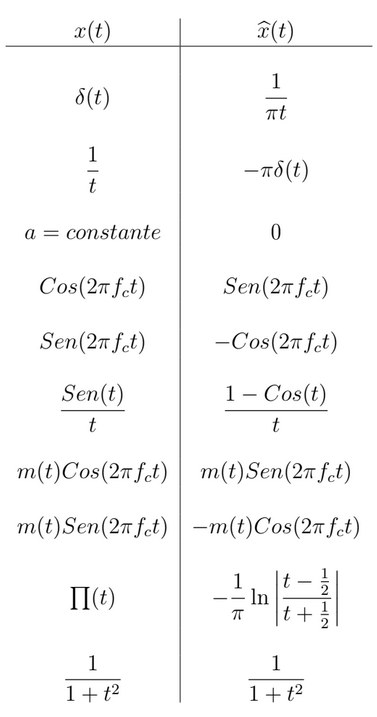 x(t) x̂(t)
δ(t) 1/(πt)
1/t −πδ(t)
a = constante 0
Cos(2πf_ct) Sen(2πf_ct)
Sen(2πf_ct) −Cos(2πf_ct)
Sen(t)/t (1 − Cos(t))/t
m(t)Cos(2πf_ct) m(t)Sen(2πf_ct)
m(t)Sen(2πf_ct) −m(t)Cos(2πf_ct)
∏(t) −(1/π) ln |(t − 1/2)/(t + 1/2)|
1/(1 + t²) 1/(1 + t²)